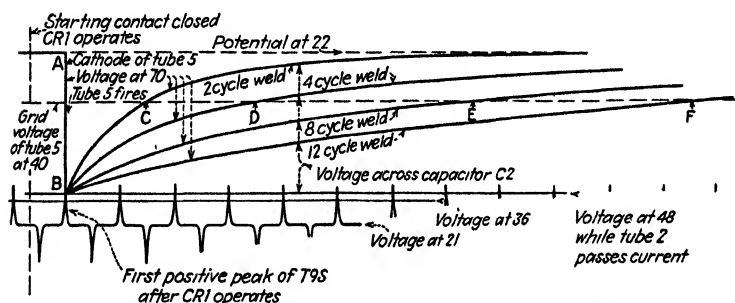 Starting contact closed
CR1 operates
Potential at 22
A
Cathode of tube 5
Voltage at 70
Tube 5 fires
2 cycle weld
4 cycle weld
C
D
E
F
Grid
voltage
of tube 5
at 40
8 cycle weld
12 cycle weld
B
Voltage across capacitor C2
Voltage at 36
Voltage at 21
Voltage at 48
while tube 2
passes current
First positive peak of T9S
after CR1 operates